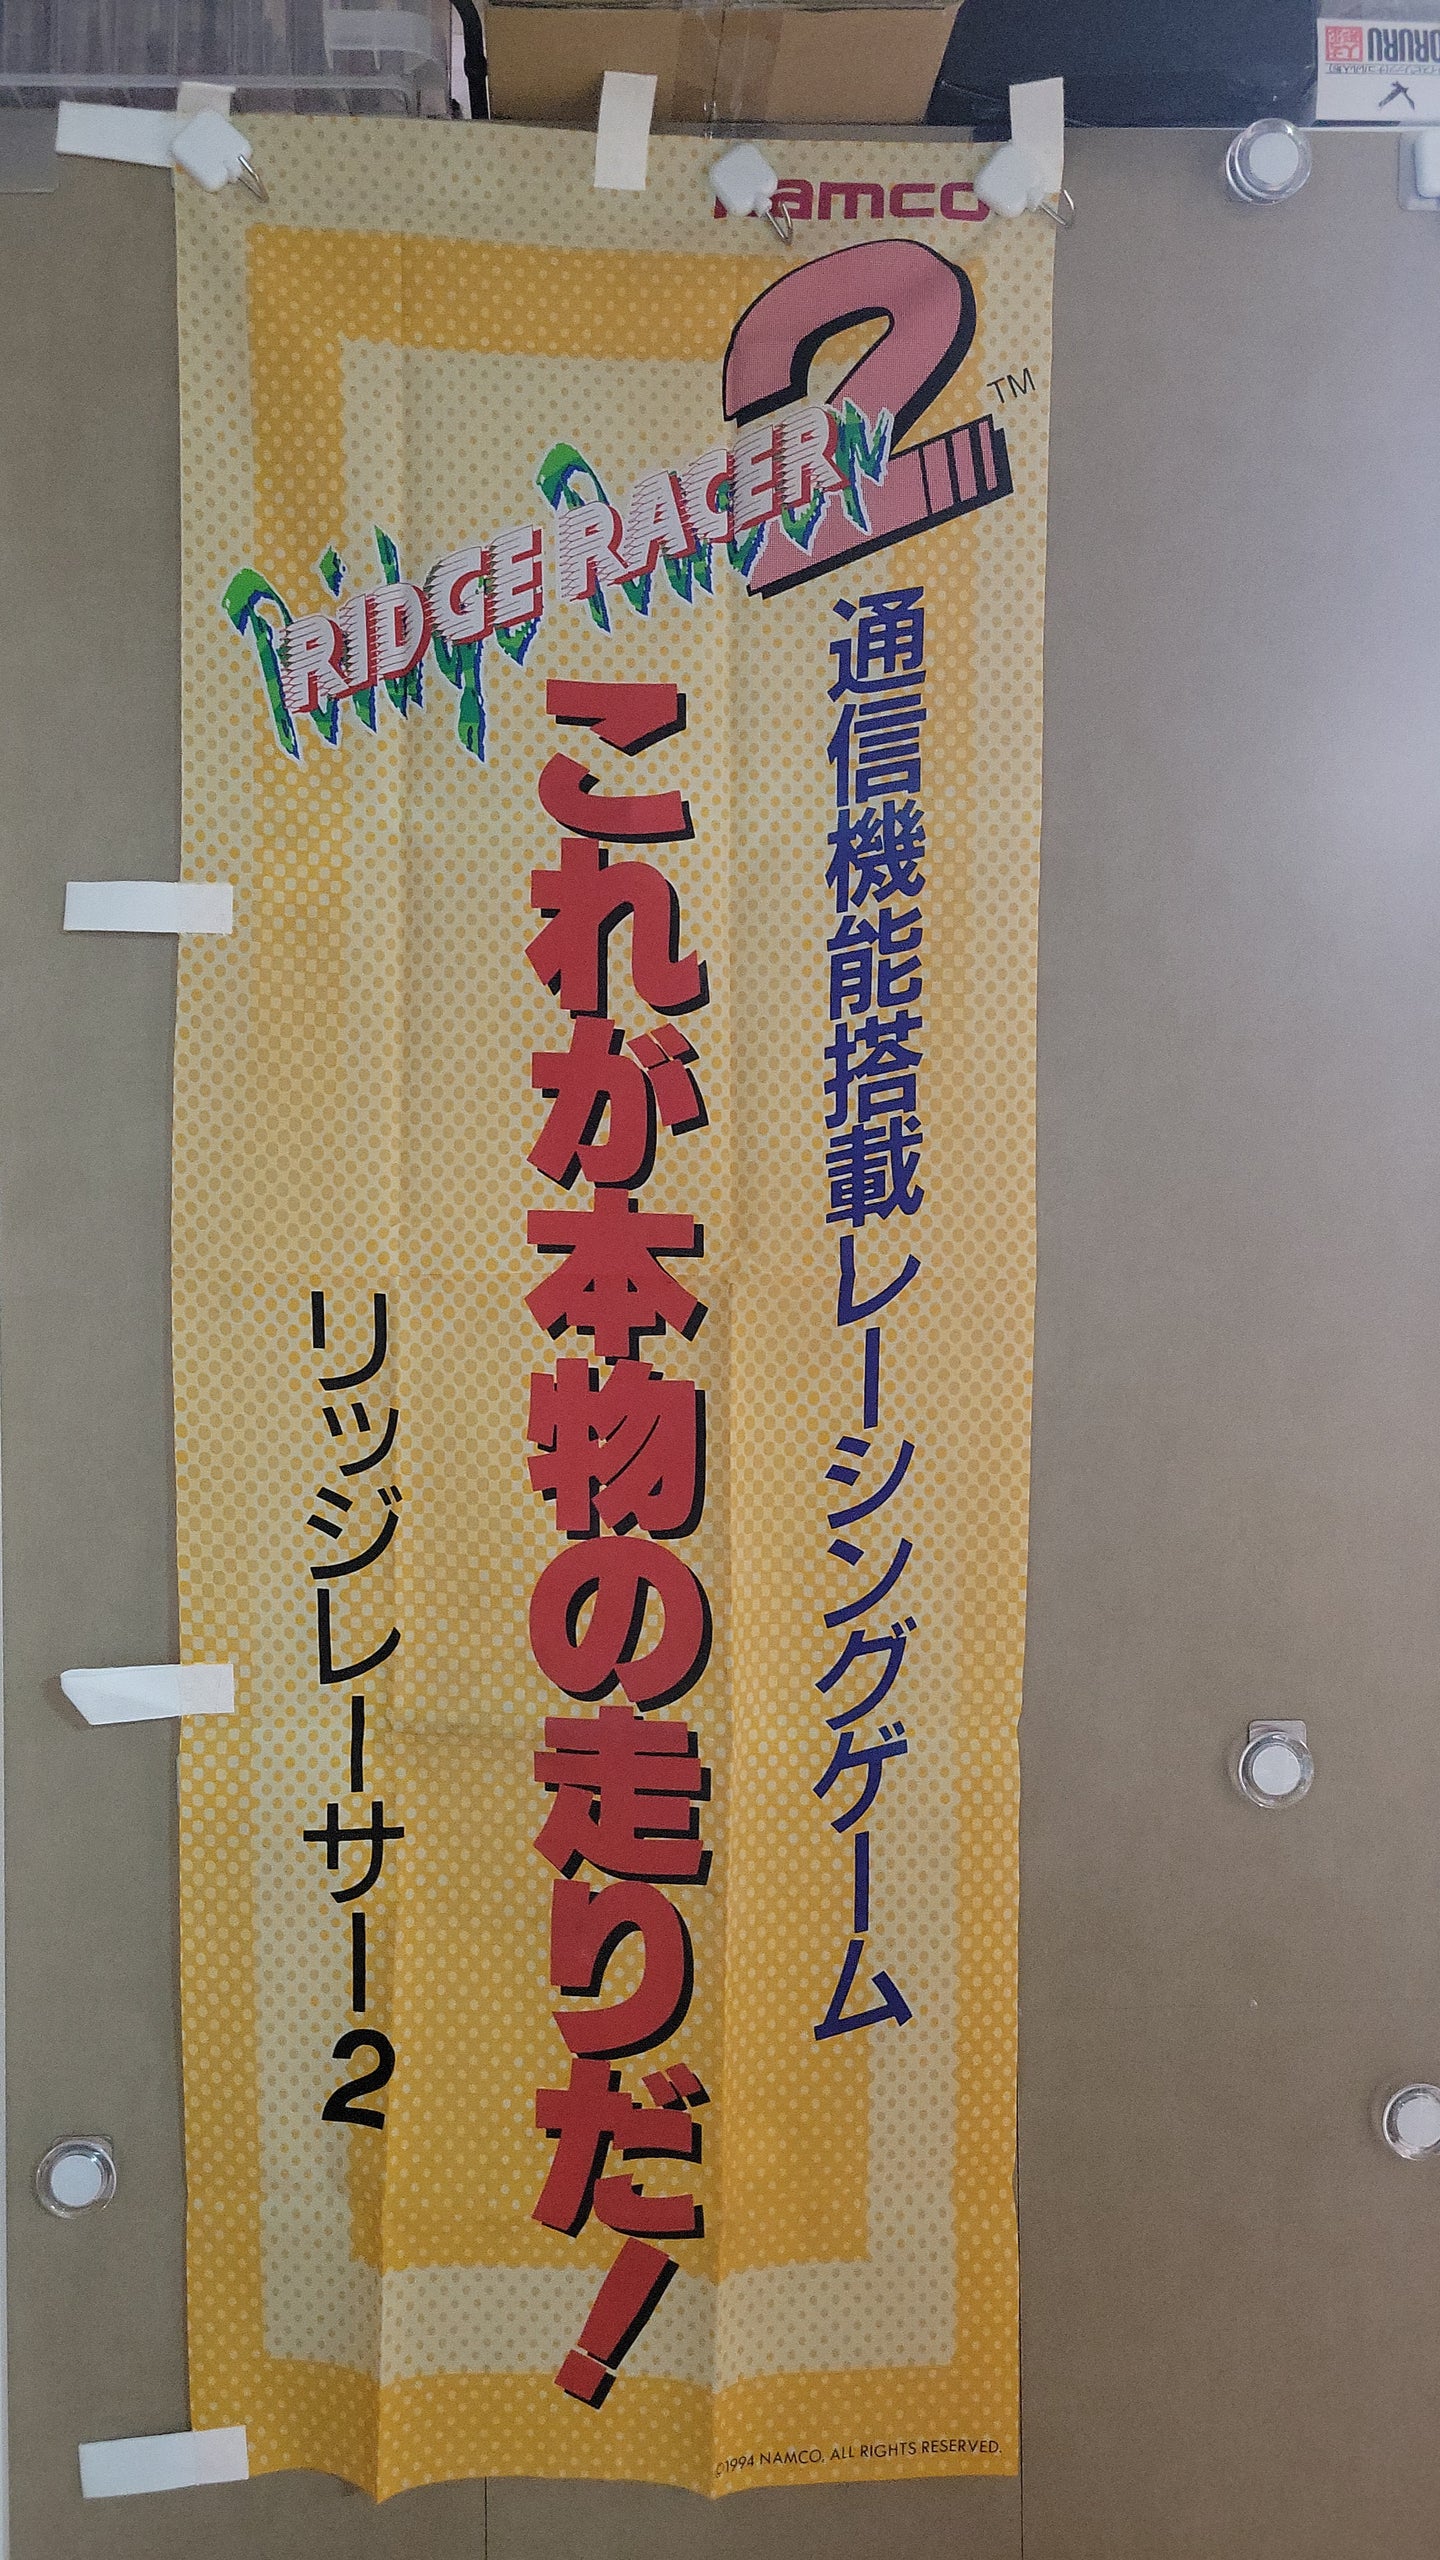 namco
2
TM
RIDGE RACER
通信機能搭載レーシングゲーム
これが本物の走りだ!
リッジレーサー2
©1994 NAMCO, ALL RIGHTS RESERVED.
ORURU